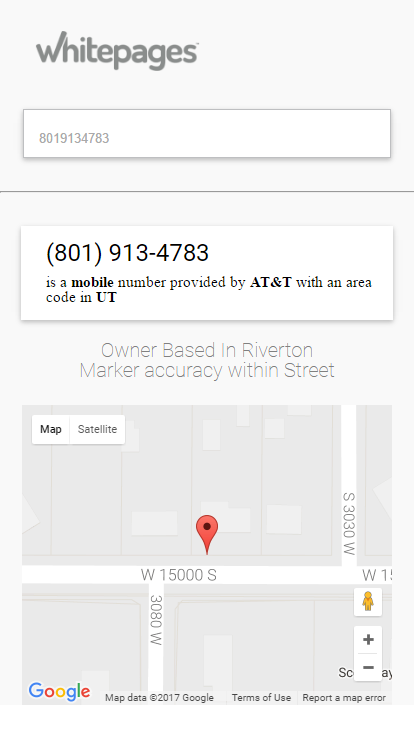 whitepages
8019134783
(801) 913-4783
is a mobile number provided by AT&T with an area
code in UT
Owner Based In Riverton
Marker accuracy within Street
Map Satellite
S 3030 W
W 15000 S
3080 W
Google
Map data ©2017 Google Terms of Use Report a map error